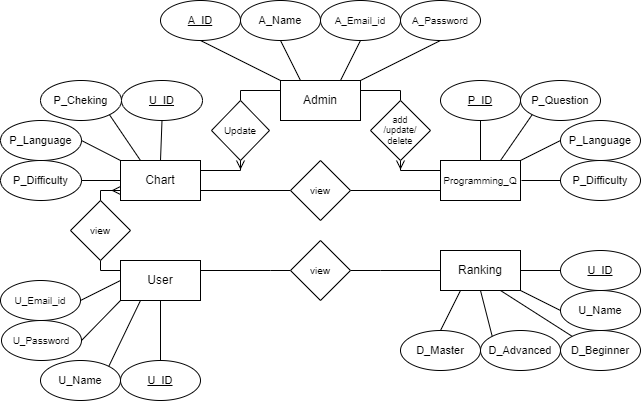 A_ID
A_Name
A_Email_id
A_Password
P_Cheking
U_ID
Admin
P_ID
P_Question
Update
add
/update/
delete
P_Language
P_Language
P_Difficulty
Chart
view
Programming_Q
P_Difficulty
view
User
view
Ranking
U_ID
U_Email_id
U_Name
U_Password
D_Master
D_Advanced
D_Beginner
U_Name
U_ID